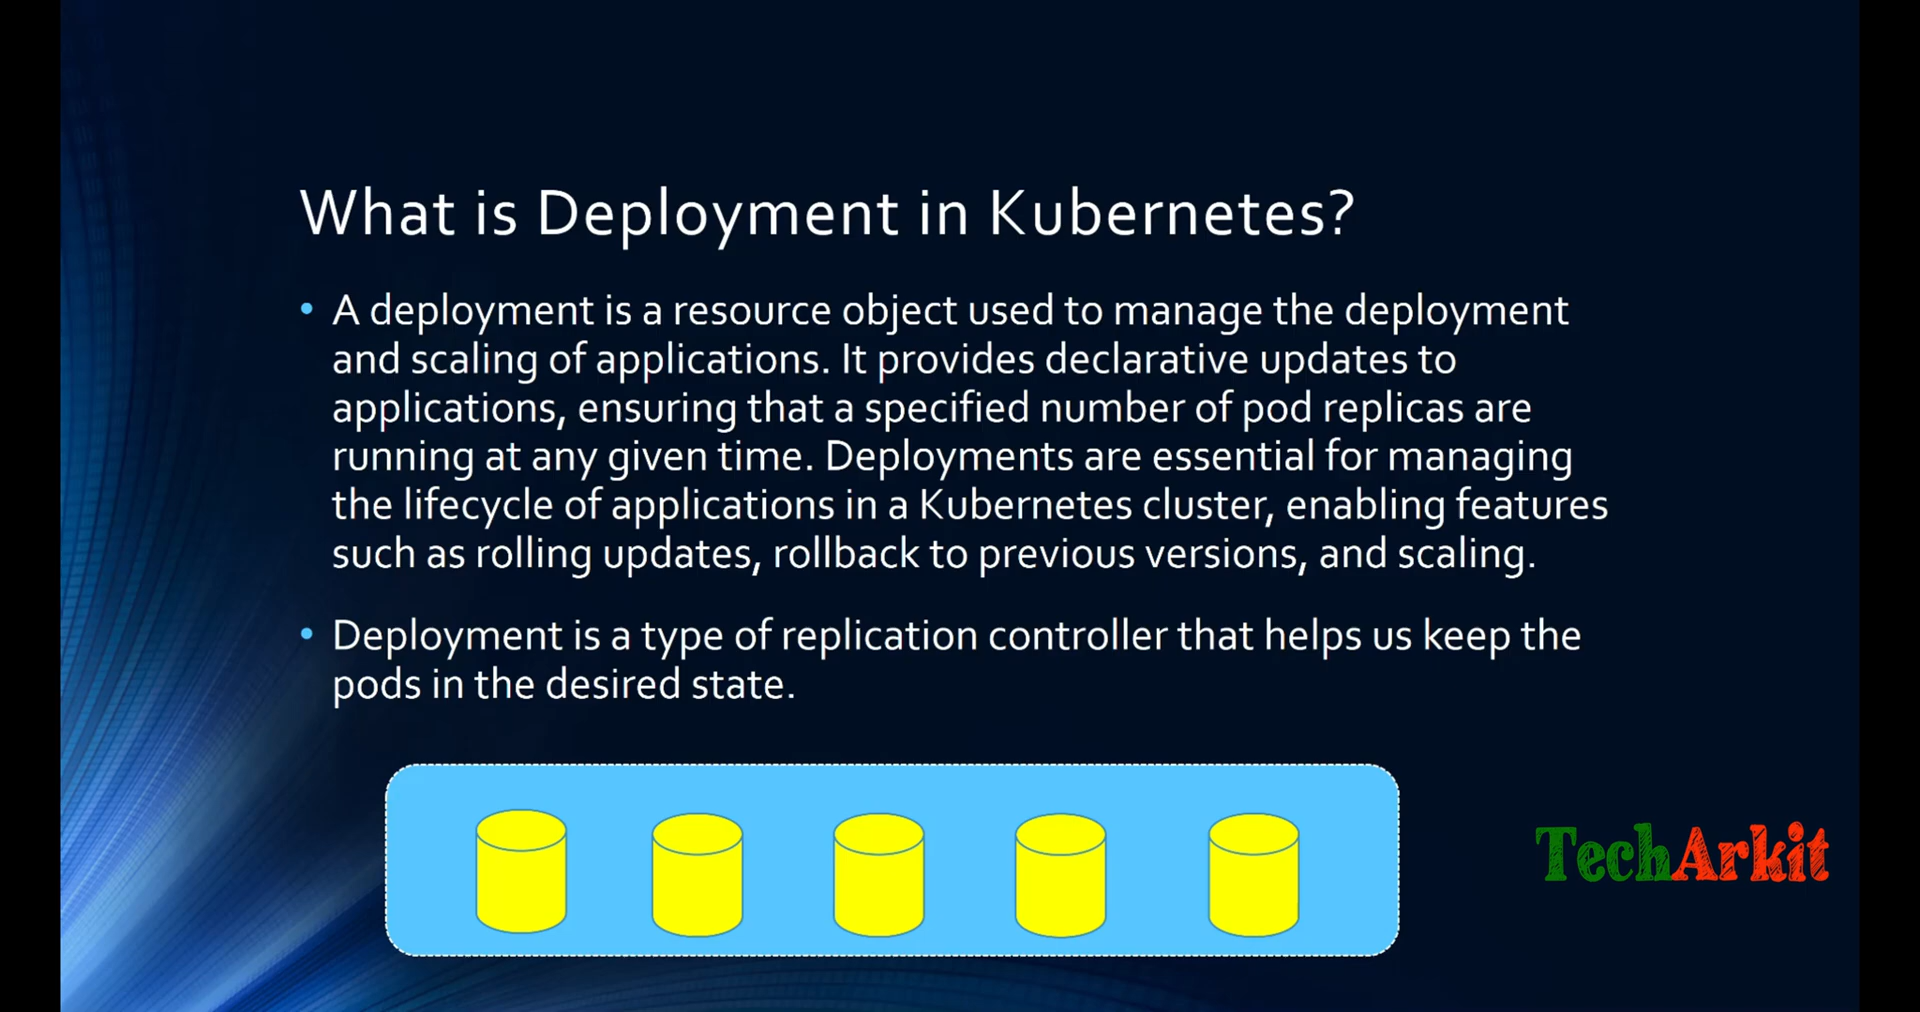 What is Deployment in Kubernetes?
• A deployment is a resource object used to manage the deployment
and scaling of applications. It provides declarative updates to
applications, ensuring that a specified number of pod replicas are
running at any given time. Deployments are essential for managing
the lifecycle of applications in a Kubernetes cluster, enabling features
such as rolling updates, rollback to previous versions, and scaling.
• Deployment is a type of replication controller that helps us keep the
pods in the desired state.
TechArkit